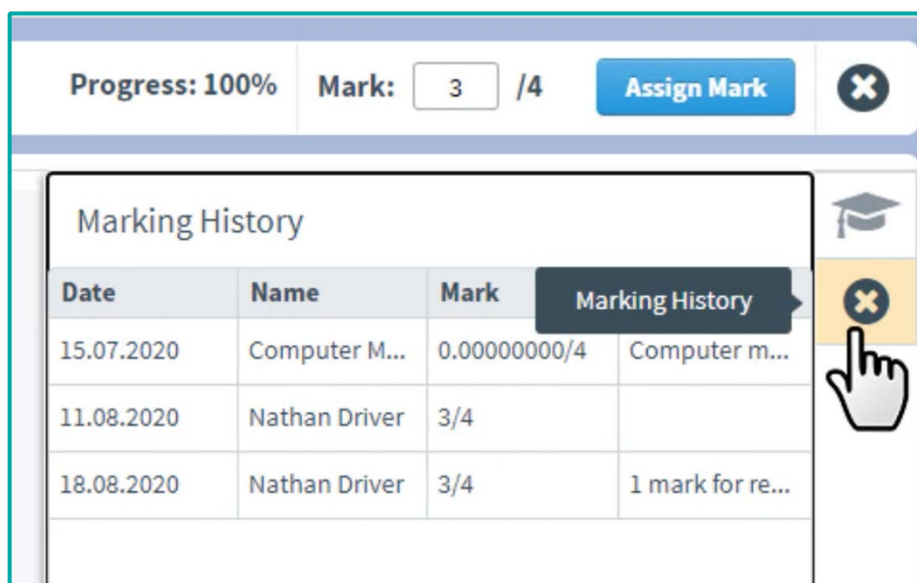 Progress: 100% Mark: 3 /4 Assign Mark
Marking History
Date Name Mark Marking History
15.07.2020 Computer M... 0.00000000/4 Computer m...
11.08.2020 Nathan Driver 3/4
18.08.2020 Nathan Driver 3/4 1 mark for re...